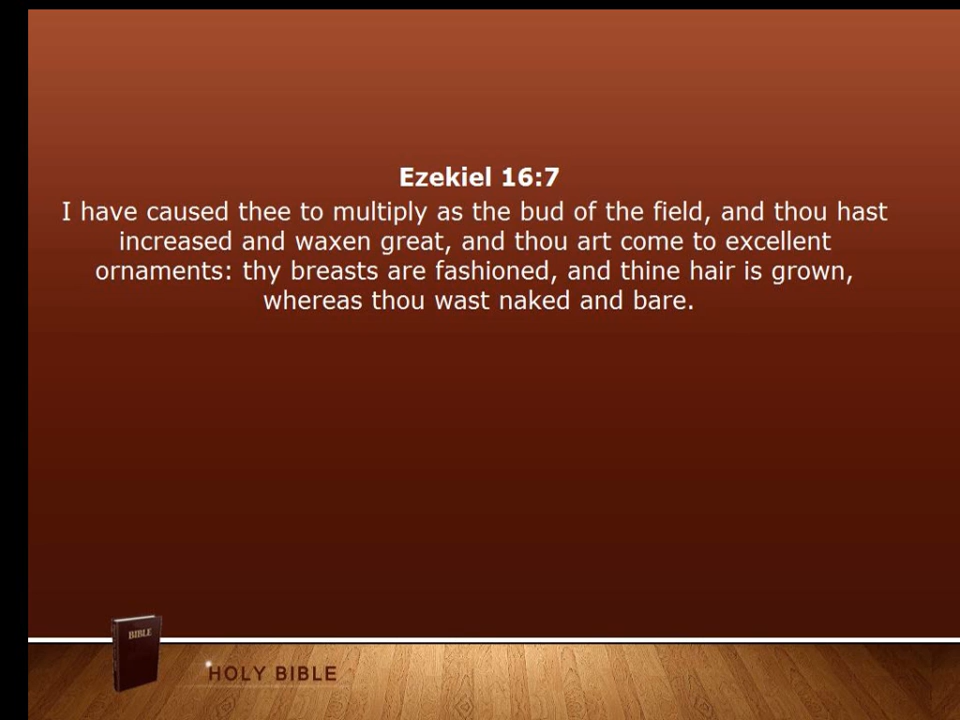 Ezekiel 16:7
I have caused thee to multiply as the bud of the field, and thou hast
increased and waxen great, and thou art come to excellent
ornaments: thy breasts are fashioned, and thine hair is grown,
whereas thou wast naked and bare.
BIBLE
HOLY BIBLE